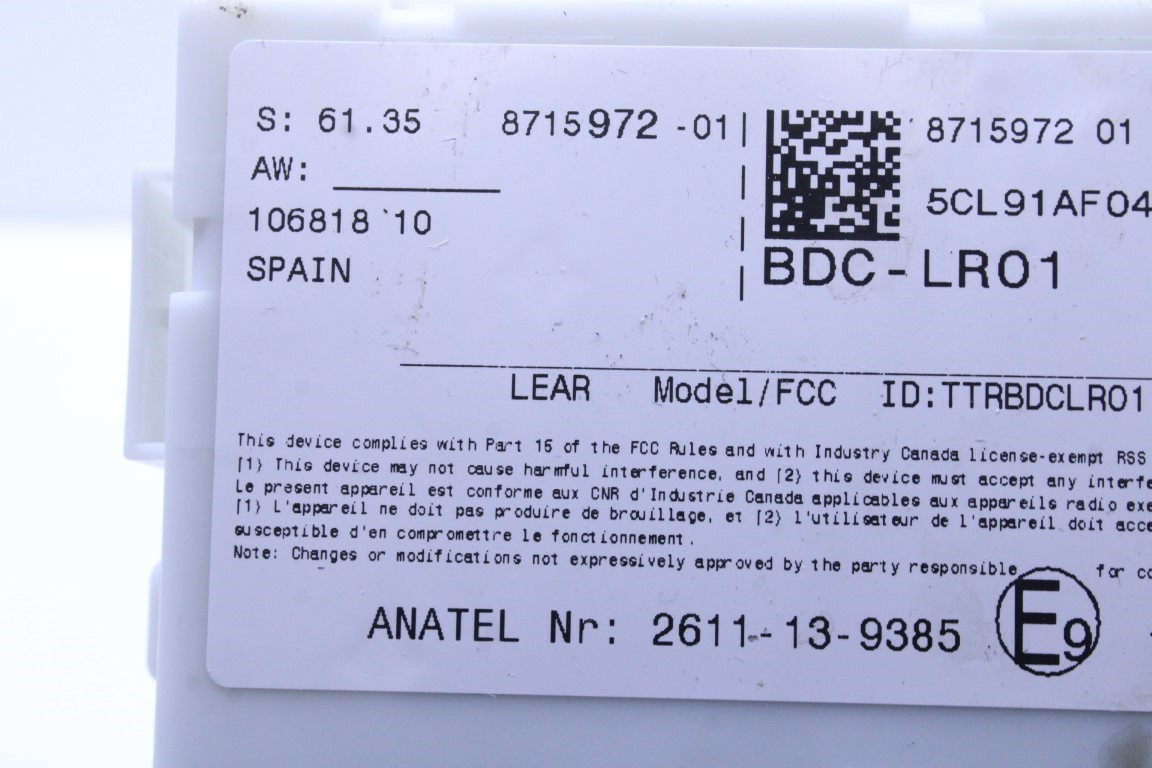 S: 61.35 8715972 -01
AW:
106818 10
SPAIN
8715972 01
5CL91AF04
BDC-LR01
LEAR Model/FCC ID:TTRBDCLR01
This device complies with Part 15 of the FCC Rules and with Industry Canada license-exempt RSS
[1) This device may not cause harmful interference, and [2) this device must accept any interfe
Le present appareil est conforme aux CNR d'Industrie Canada applicables aux appareils radio exe
[1) L'appareil ne doit pas produire de brouillage, et [2) l'utilisateur de l'appareil doit acce
susceptible d'en compromettre le fonctionnement.
Note: Changes or modifications not expressively approved by the party responsible for co
ANATEL Nr: 2611-13-9385 E9